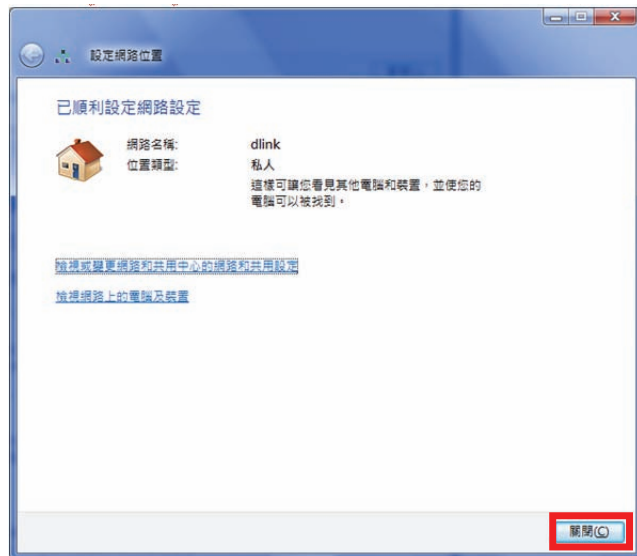 設定網路位置
已順利設定網路設定
網路名稱: dlink
位置類型: 私人
這樣可讓您看見其他電腦和裝置，並使您的
電腦可以被找到。
檢視或變更網路和共用中心的網路和共用設定
檢視網路上的電腦及裝置
關閉(C)